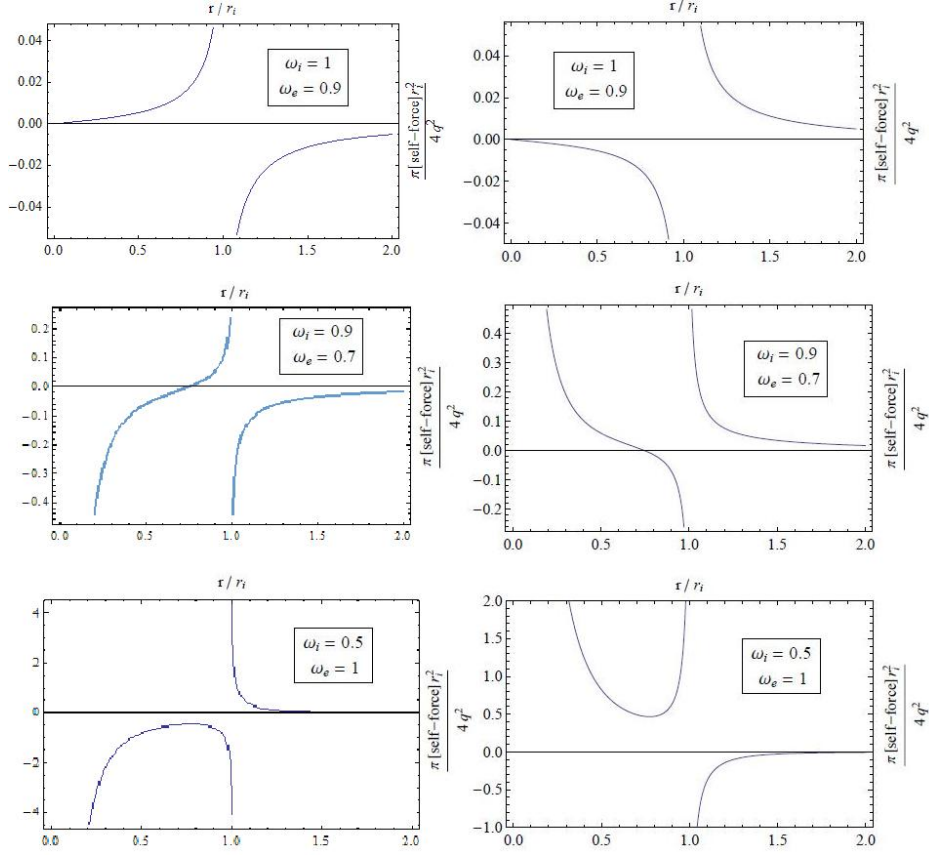 r / r_i
0.04
0.02
0.00
−0.02
−0.04
ω_i = 1
ω_e = 0.9
0.0 0.5 1.0 1.5 2.0
π [self−force] r_i^2
4 q^2
r / r_i
0.04
0.02
0.00
−0.02
−0.04
ω_i = 1
ω_e = 0.9
0.0 0.5 1.0 1.5 2.0
π [self−force] r_i^2
4 q^2
r / r_i
0.2
0.1
0.0
−0.1
−0.2
−0.3
−0.4
ω_i = 0.9
ω_e = 0.7
0.0 0.5 1.0 1.5 2.0
π [self−force] r_i^2
4 q^2
r / r_i
0.4
0.3
0.2
0.1
0.0
−0.1
−0.2
ω_i = 0.9
ω_e = 0.7
0.0 0.5 1.0 1.5 2.0
π [self−force] r_i^2
4 q^2
r / r_i
4
2
0
−2
−4
ω_i = 0.5
ω_e = 1
0.0 0.5 1.0 1.5 2.0
π [self−force] r_i^2
4 q^2
r / r_i
2.0
1.5
1.0
0.5
0.0
−0.5
−1.0
ω_i = 0.5
ω_e = 1
0.0 0.5 1.0 1.5 2.0
π [self−force] r_i^2
4 q^2